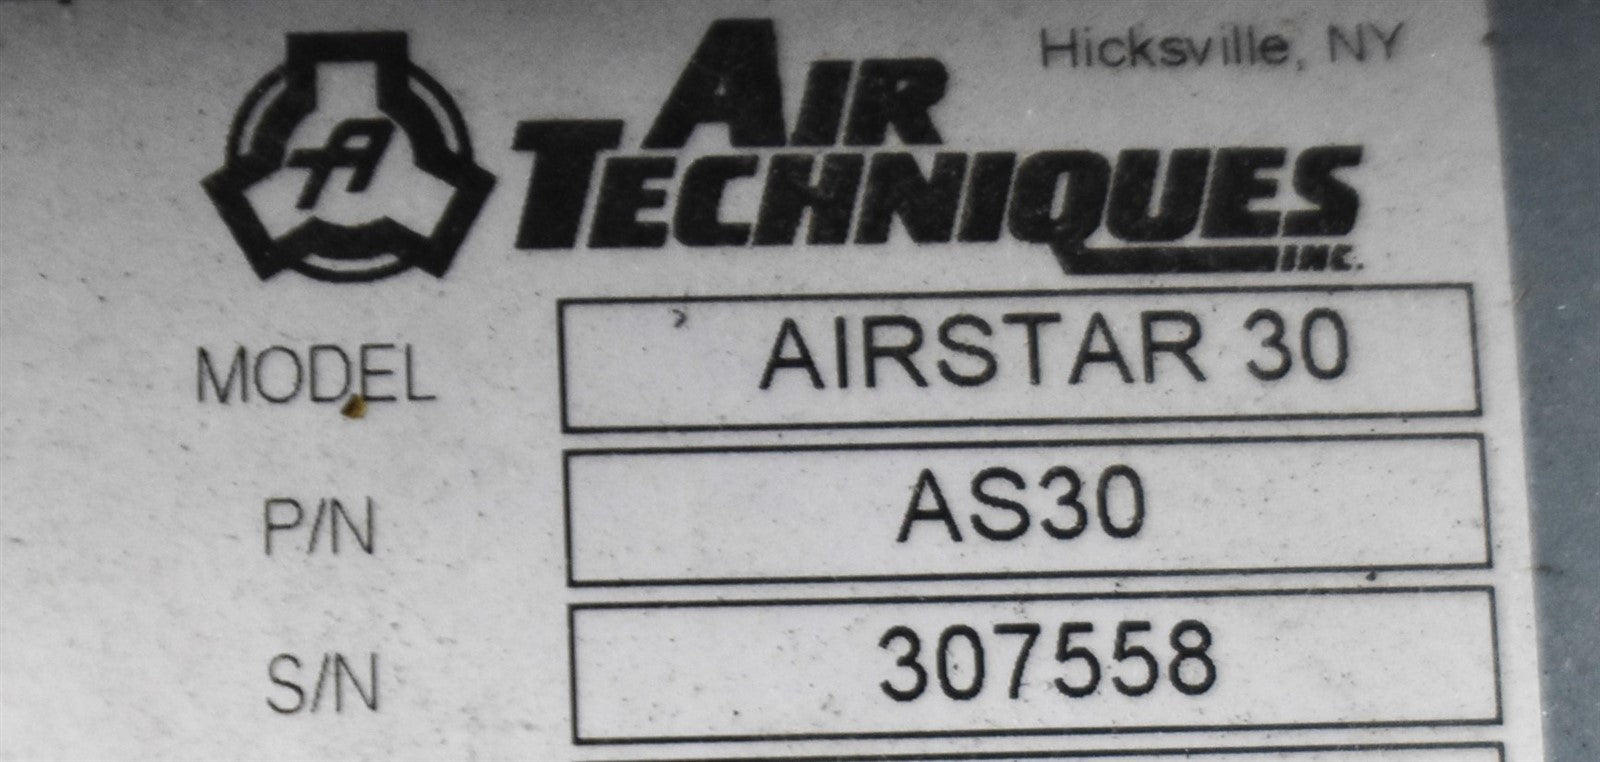 Hicksville, NY
A
AIR
TECHNIQUES
INC.
MODEL AIRSTAR 30
P/N AS30
S/N 307558